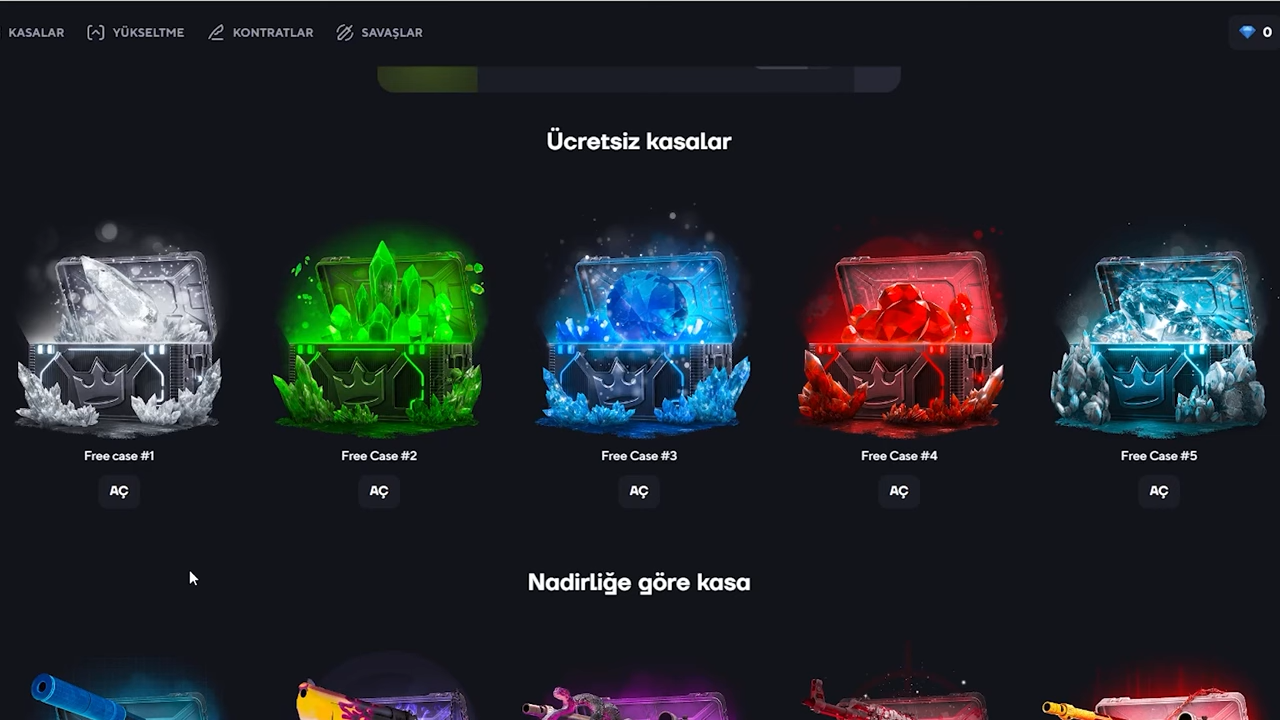 KASALAR
YÜKSELTME
KONTRATLAR
SAVAŞLAR
0
Ücretsiz kasalar
Free case #1
Free Case #2
Free Case #3
Free Case #4
Free Case #5
AÇ
AÇ
AÇ
AÇ
AÇ
Nadirliğe göre kasa